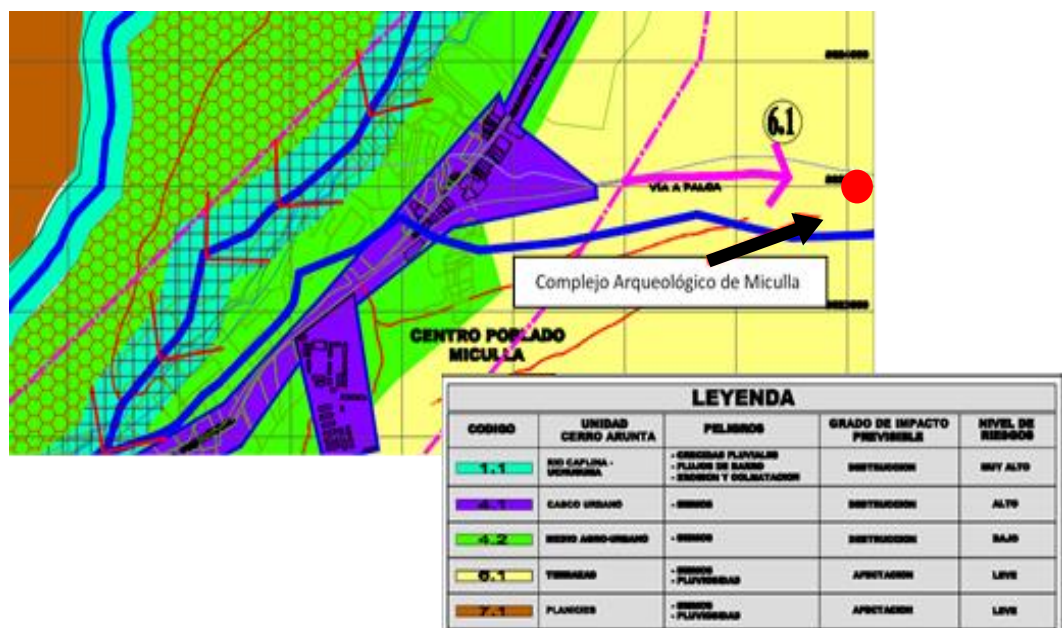 6.1
VÍA A PALCA
Complejo Arqueológico de Miculla
CENTRO POBLADO
MICULLA
LEYENDA
CODIGO
UNIDAD
CERRO ARUNTA
PELIGROS
GRADO DE IMPACTO
PREVISIBLE
NIVEL DE
RIESGOS
1.1
RIO CAPLINA -
UCHUSUMA
- CRECIDAS FLUVIALES
- FLUJOS DE BARRO
- EROSION Y COLMATACION
DESTRUCCION
MUY ALTO
4.1
CASCO URBANO
- SISMOS
DESTRUCCION
ALTO
4.2
MEDIO AGRO-URBANO
- SISMOS
DESTRUCCION
BAJO
6.1
TERRAZAS
- SISMOS
- PLUVIOSIDAD
AFECTACION
LEVE
7.1
PLANICIES
- SISMOS
- PLUVIOSIDAD
AFECTACION
LEVE